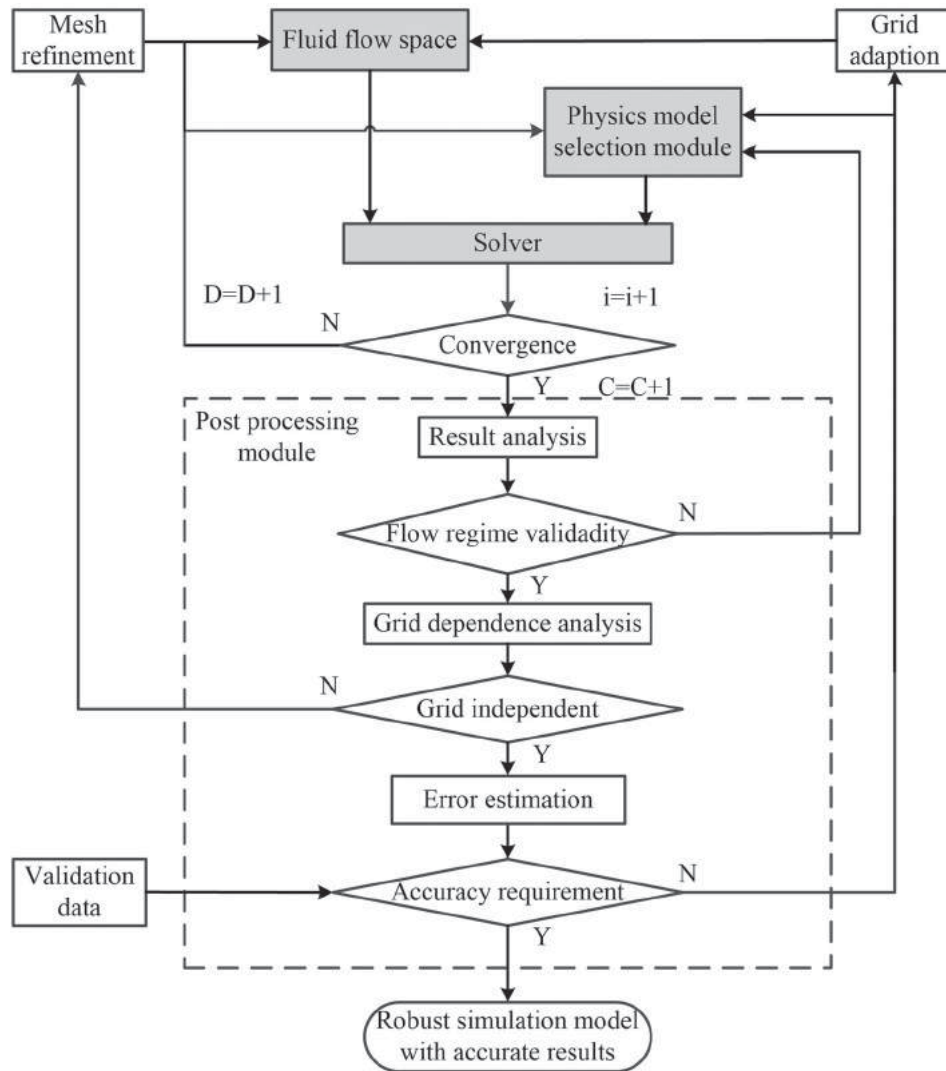 Mesh
refinement
Fluid flow space
Grid
adaption
Physics model
selection module
Solver
D=D+1
i=i+1
N
Convergence
Y
C=C+1
Post processing
module
Result analysis
N
Flow regime validadity
Y
Grid dependence analysis
N
Grid independent
Y
Error estimation
Validation
data
N
Accuracy requirement
Y
Robust simulation model
with accurate results